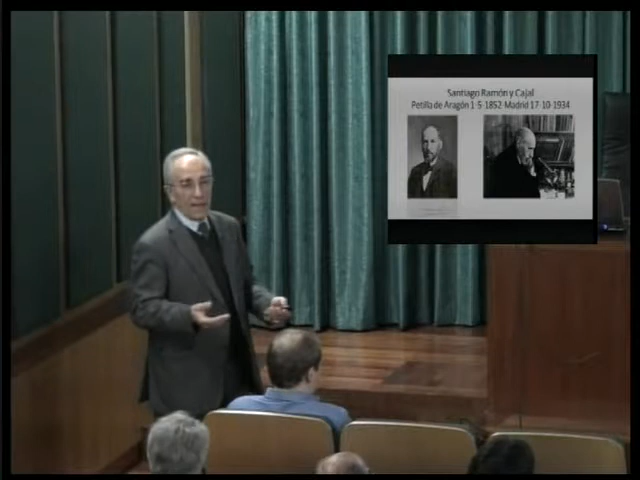 Santiago Ramón y Cajal
Petilla de Aragón 1-5-1852-Madrid 17-10-1934